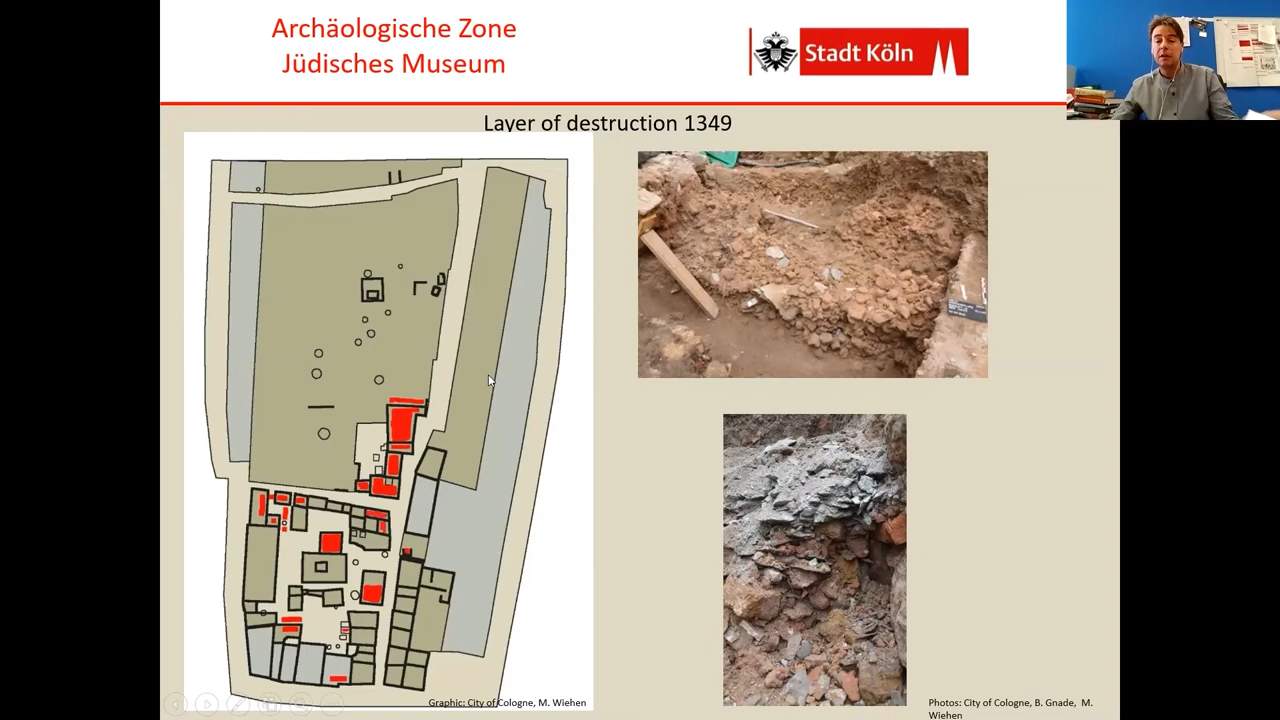 Archäologische Zone
Jüdisches Museum
Stadt Köln
Layer of destruction 1349
Graphic: City of Cologne, M. Wiehen
Photos: City of Cologne, B. Gnade, M.
Wiehen